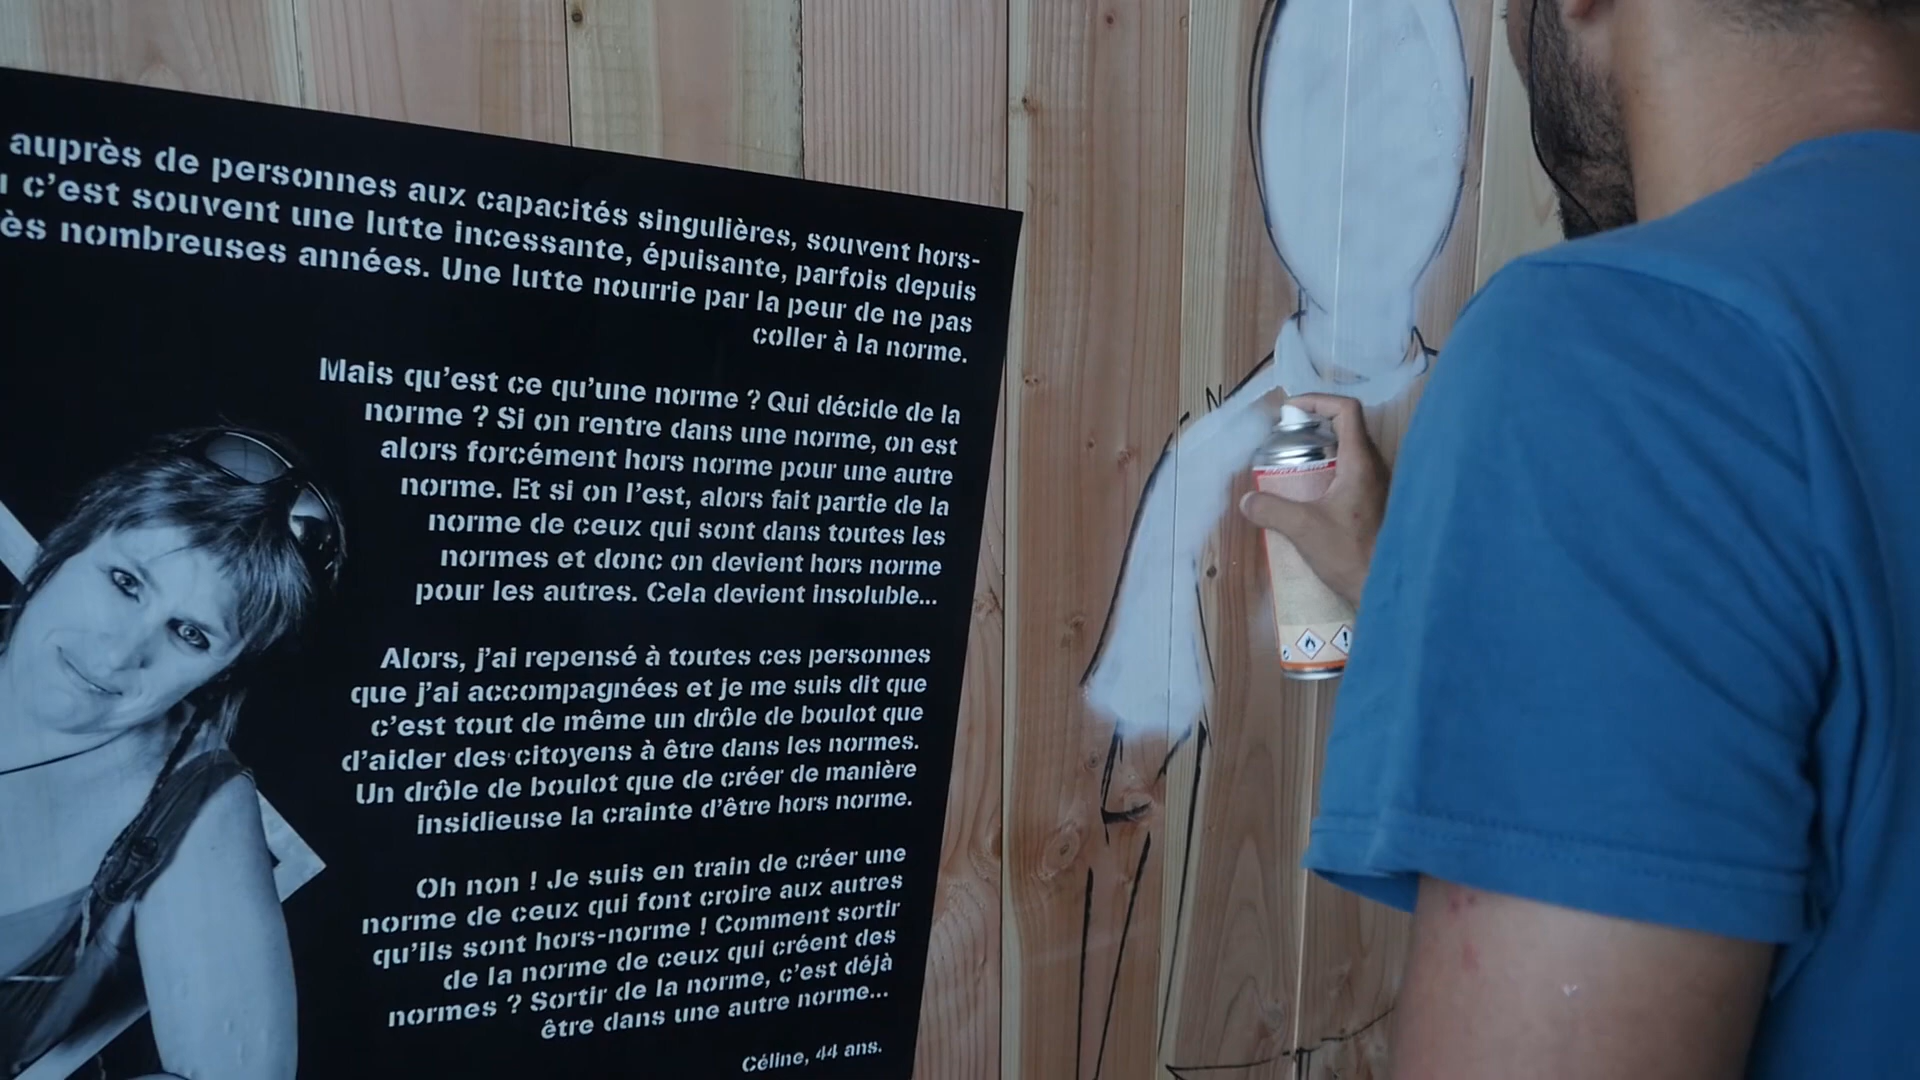 auprès de personnes aux capacités singulières, souvent hors-
c'est souvent une lutte incessante, épuisante, parfois depuis
ès nombreuses années. Une lutte nourrie par la peur de ne pas
coller à la norme.
Mais qu'est ce qu'une norme ? Qui décide de la
norme ? Si on rentre dans une norme, on est
alors forcément hors norme pour une autre
norme. Et si on l'est, alors fait partie de la
norme de ceux qui sont dans toutes les
normes et donc on devient hors norme
pour les autres. Cela devient insoluble...
Alors, j'ai repensé à toutes ces personnes
que j'ai accompagnées et je me suis dit que
c'est tout de même un drôle de boulot que
d'aider des citoyens à être dans les normes.
Un drôle de boulot que de créer de manière
insidieuse la crainte d'être hors norme.
Oh non ! Je suis en train de créer une
norme de ceux qui font croire aux autres
qu'ils sont hors-norme ! Comment sortir
de la norme de ceux qui créent des
normes ? Sortir de la norme, c'est déjà
être dans une autre norme...
Céline, 44 ans.